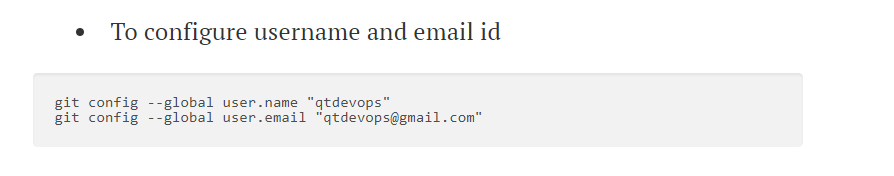 To configure username and email id
git config --global user.name "qtdevops"
git config --global user.email "qtdevops@gmail.com"